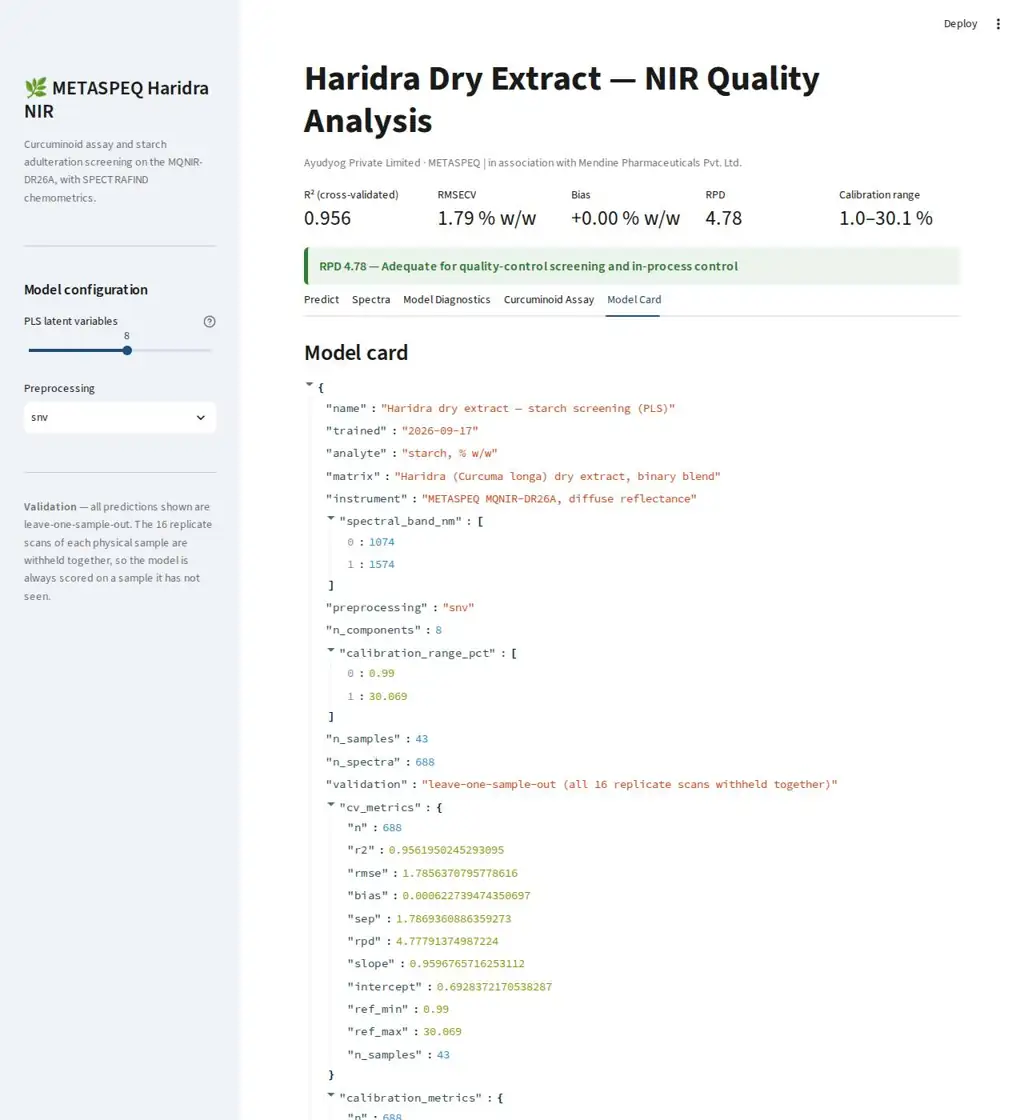 Deploy
🌿 METASPEQ Haridra
NIR
Curcuminoid assay and starch
adulteration screening on the MQNIR-
DR26A, with SPECTRAFIND
chemometrics.
Model configuration
PLS latent variables
8
Preprocessing
snv
Validation — all predictions shown are
leave-one-sample-out. The 16 replicate
scans of each physical sample are
withheld together, so the model is
always scored on a sample it has not
seen.
Haridra Dry Extract — NIR Quality
Analysis
Ayudyog Private Limited · METASPEQ | in association with Mendine Pharmaceuticals Pvt. Ltd.
R² (cross-validated) RMSECV Bias RPD Calibration range
0.956 1.79 % w/w +0.00 % w/w 4.78 1.0–30.1 %
RPD 4.78 — Adequate for quality-control screening and in-process control
Predict Spectra Model Diagnostics Curcuminoid Assay Model Card
Model card
{
"name" : "Haridra dry extract — starch screening (PLS)"
"trained" : "2026-09-17"
"analyte" : "starch, % w/w"
"matrix" : "Haridra (Curcuma longa) dry extract, binary blend"
"instrument" : "METASPEQ MQNIR-DR26A, diffuse reflectance"
"spectral_band_nm" : [
0 : 1074
1 : 1574
]
"preprocessing" : "snv"
"n_components" : 8
"calibration_range_pct" : [
0 : 0.99
1 : 30.069
]
"n_samples" : 43
"n_spectra" : 688
"validation" : "leave-one-sample-out (all 16 replicate scans withheld together)"
"cv_metrics" : {
"n" : 688
"r2" : 0.9561950245293095
"rmse" : 1.7856370795778616
"bias" : 0.000622739474350697
"sep" : 1.7869360886359273
"rpd" : 4.77791374987224
"slope" : 0.9596765716253112
"intercept" : 0.6928372170538287
"ref_min" : 0.99
"ref_max" : 30.069
"n_samples" : 43
}
"calibration_metrics" : {
"n" : 688